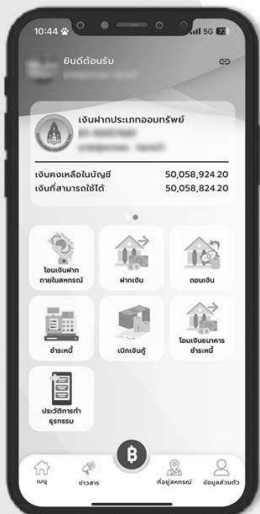 10:44
5G 72
ยินดีต้อนรับ
เงินฝากประเภทออมทรัพย์
เงินคงเหลือในบัญชี 50,058,924.20
เงินที่สามารถใช้ได้ 50,058,824.20
โอนเงินฝาก
ภายในสหกรณ์
ฝากเงิน
ถอนเงิน
ชำระหนี้
เบิกเงินกู้
โอนเงินธนาคาร
ชำระหนี้
ประวัติการทำ
ธุรกรรม
฿
เมนู
ข่าวสาร
ที่อยู่สหกรณ์
ข้อมูลส่วนตัว